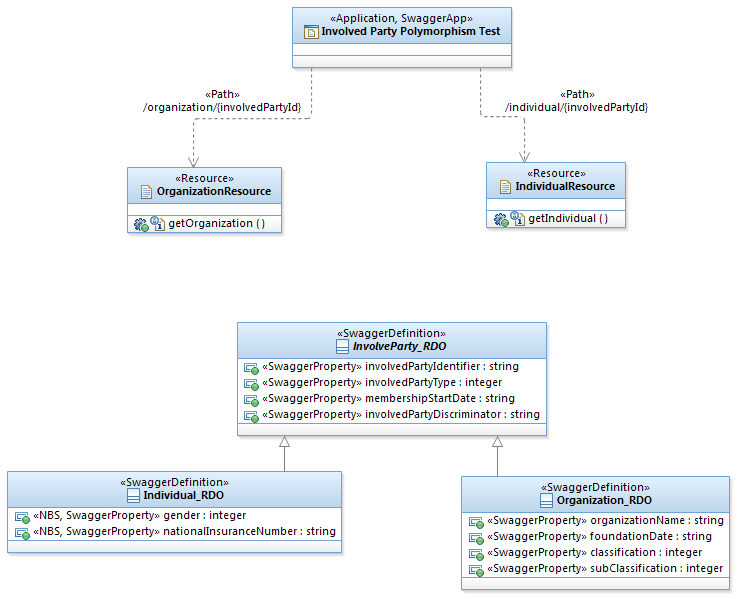 «Application, SwaggerApp»
Involved Party Polymorphism Test
«Path»
/organization/{involvedPartyId}
«Path»
/individual/{involvedPartyId}
«Resource»
OrganizationResource
getOrganization ( )
«Resource»
IndividualResource
getIndividual ( )
«SwaggerDefinition»
InvolveParty_RDO
«SwaggerProperty» involvedPartyIdentifier : string
«SwaggerProperty» involvedPartyType : integer
«SwaggerProperty» membershipStartDate : string
«SwaggerProperty» involvedPartyDiscriminator : string
«SwaggerDefinition»
Individual_RDO
«NBS, SwaggerProperty» gender : integer
«NBS, SwaggerProperty» nationalInsuranceNumber : string
«SwaggerDefinition»
Organization_RDO
«SwaggerProperty» organizationName : string
«SwaggerProperty» foundationDate : string
«SwaggerProperty» classification : integer
«SwaggerProperty» subClassification : integer